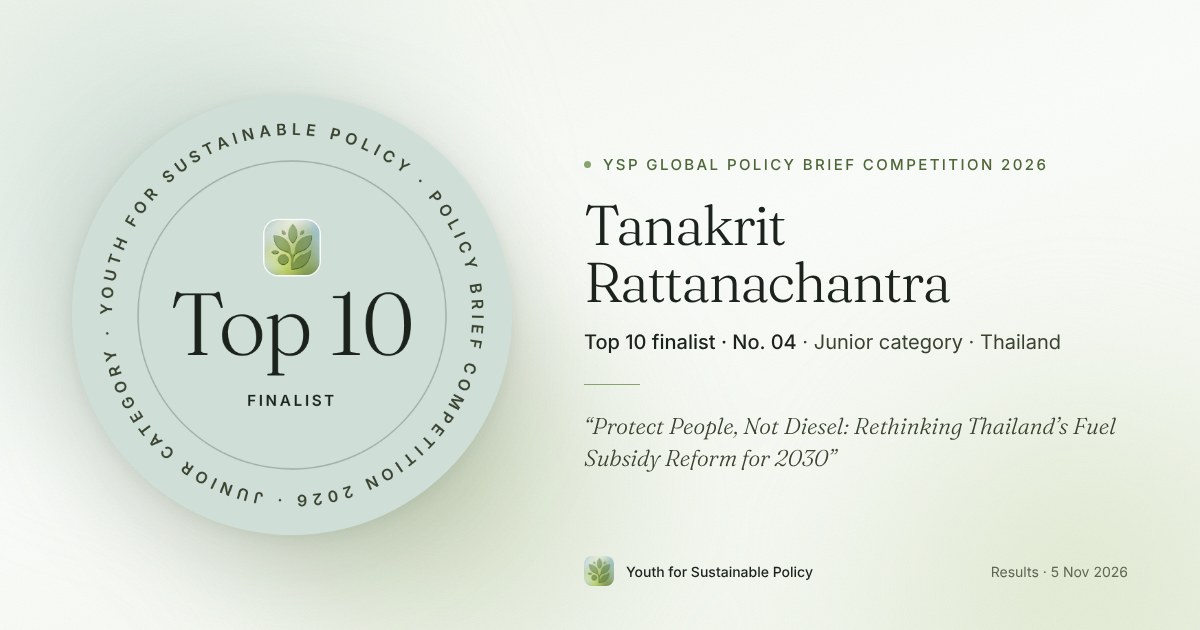 YOUTH FOR SUSTAINABLE POLICY · POLICY BRIEF COMPETITION 2026 · JUNIOR CATEGORY ·
Top 10
FINALIST
YSP GLOBAL POLICY BRIEF COMPETITION 2026
Tanakrit
Rattanachantra
Top 10 finalist · No. 04 · Junior category · Thailand
“Protect People, Not Diesel: Rethinking Thailand’s Fuel
Subsidy Reform for 2030”
Youth for Sustainable Policy
Results · 5 Nov 2026